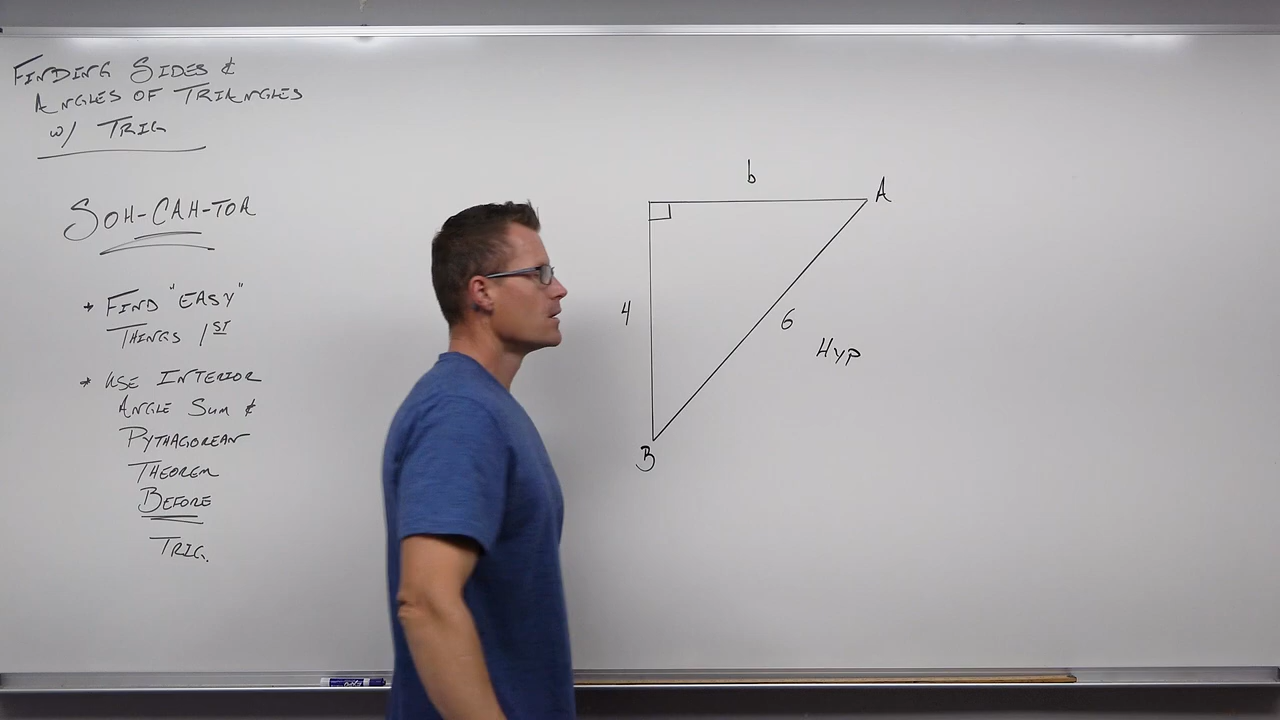 FINDING SIDES &
ANGLES OF TRIANGLES
w/ TRIG
SOH-CAH-TOA
* FIND "EASY"
THINGS 1ST
* USE INTERIOR
ANGLE SUM &
PYTHAGOREAN
THEOREM
BEFORE
TRIG.
b
A
4
6
HYP
B